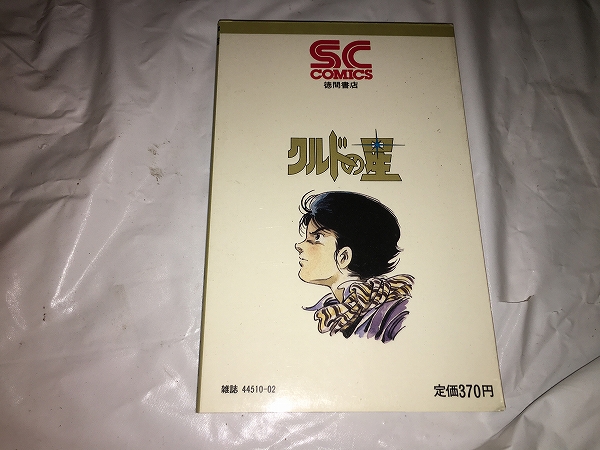 SC
COMICS
徳間書店
クルドの星
雑誌 44510-02
定価370円